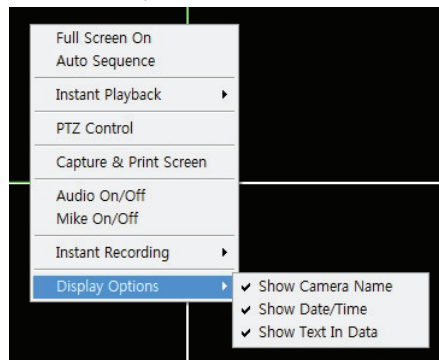 Full Screen On
Auto Sequence
Instant Playback
PTZ Control
Capture & Print Screen
Audio On/Off
Mike On/Off
Instant Recording
Display Options
Show Camera Name
Show Date/Time
Show Text In Data